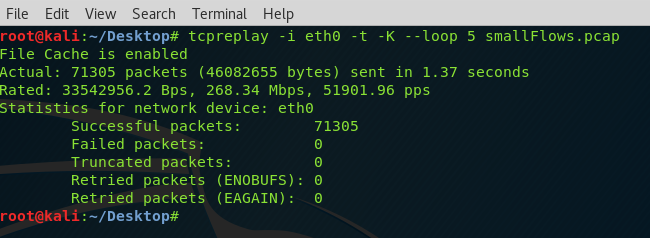 File Edit View Search Terminal Help
root@kali:~/Desktop# tcpreplay -i eth0 -t -K --loop 5 smallFlows.pcap
File Cache is enabled
Actual: 71305 packets (46082655 bytes) sent in 1.37 seconds
Rated: 33542956.2 Bps, 268.34 Mbps, 51901.96 pps
Statistics for network device: eth0
        Successful packets:        71305
        Failed packets:            0
        Truncated packets:         0
        Retried packets (ENOBUFS): 0
        Retried packets (EAGAIN):  0
root@kali:~/Desktop#